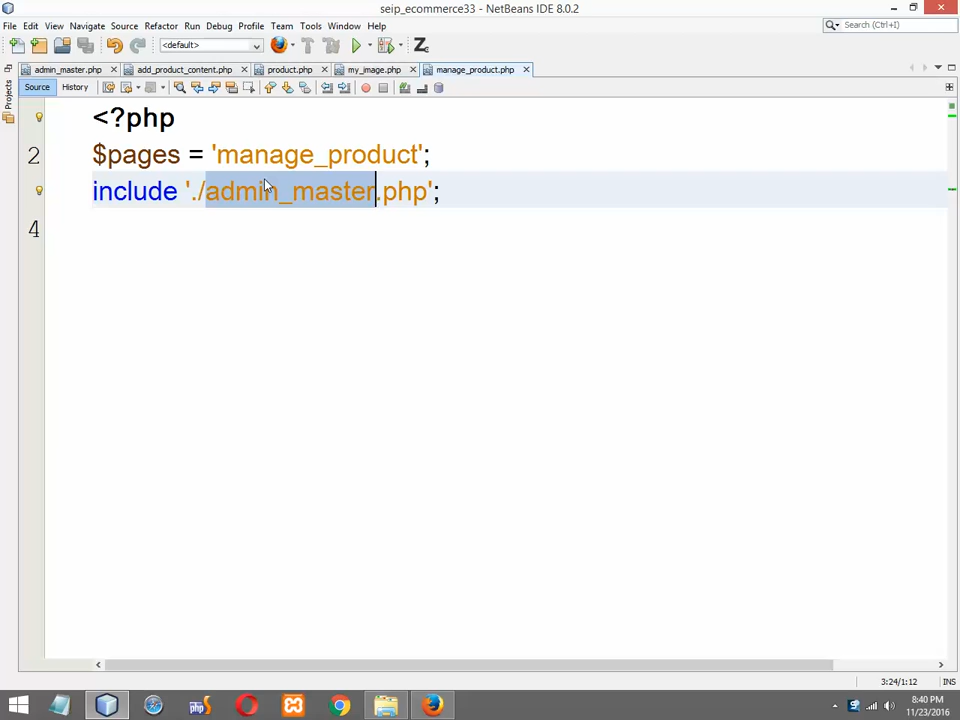 seip_ecommerce33 - NetBeans IDE 8.0.2
File Edit View Navigate Source Refactor Run Debug Profile Team Tools Window Help
Search (Ctrl+I)
<default>
admin_master.php add_product_content.php product.php my_image.php manage_product.php
Projects
Source History
<?php
2 $pages = 'manage_product';
include './admin_master.php';
4
3:24/1:12 INS
php
8:40 PM
11/23/2016